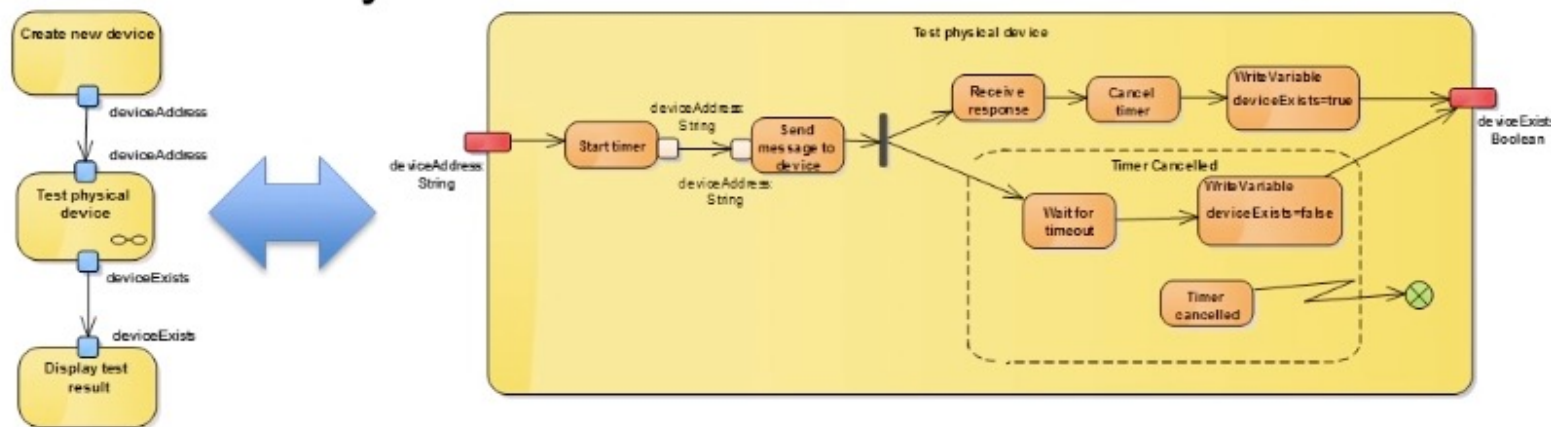 Create new device
deviceAddress
deviceAddress
Test physical
device
deviceExists
deviceExists
Display test
result
Test physical device
deviceAddress:
String
Start timer
deviceAddress:
String
deviceAddress:
String
Send
message to
device
Receive
response
Cancel
timer
WriteVariable
deviceExists=true
deviceExists
Boolean
Timer Cancelled
Wait for
timeout
WriteVariable
deviceExists=false
Timer
cancelled